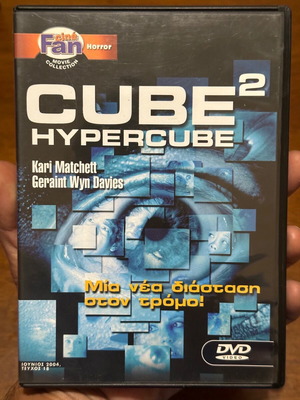 ciné
Fan
Horror
MOVIE
COLLECTION
CUBE²
HYPERCUBE
Kari Matchett
Geraint Wyn Davies
Μία νέα διάσταση
στον τρόμο!
ΙΟΥΝΙΟΣ 2004,
ΤΕΥΧΟΣ 18
DVD
VIDEO